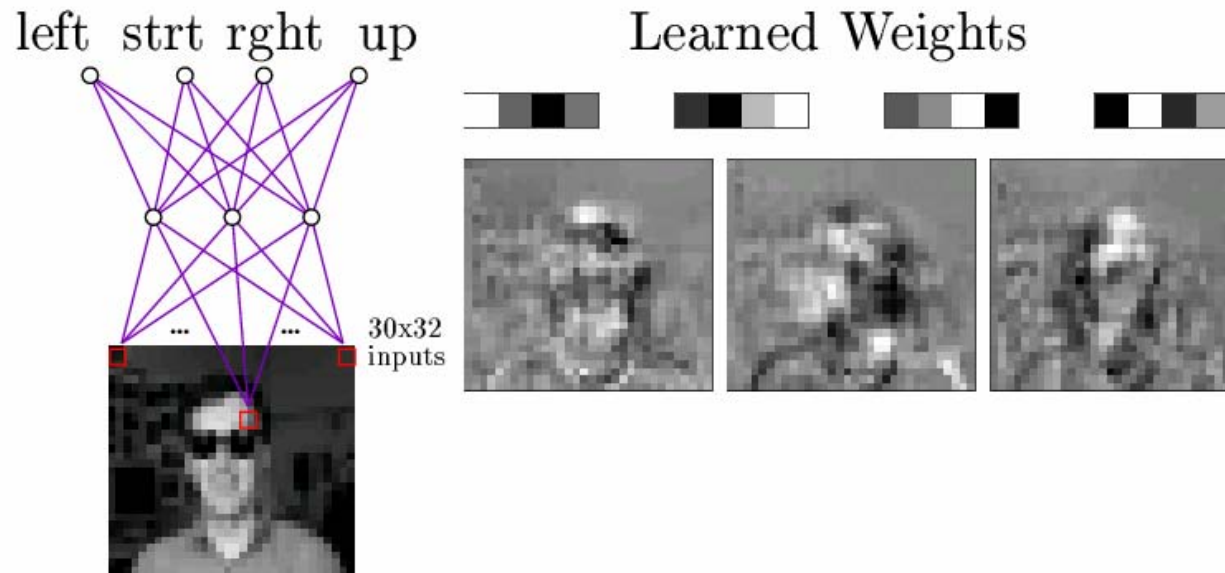 left strt rght up
Learned Weights
... ...
30x32
inputs